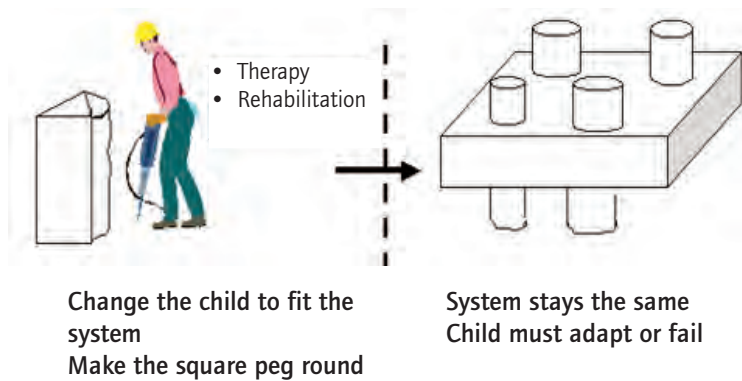 • Therapy
• Rehabilitation
Change the child to fit the
system
Make the square peg round
System stays the same
Child must adapt or fail